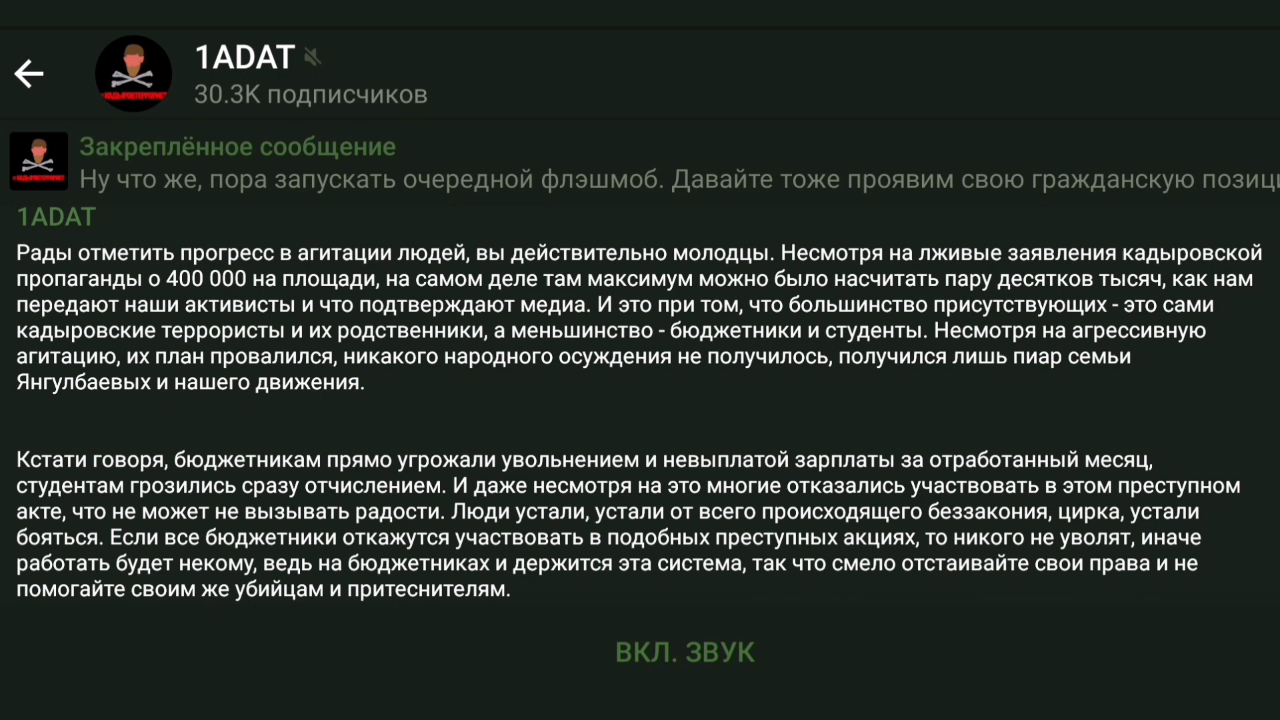 1ADAT
30.3K подписчиков
Закреплённое сообщение
Ну что же, пора запускать очередной флэшмоб. Давайте тоже проявим свою гражданскую позиц
1ADAT
Рады отметить прогресс в агитации людей, вы действительно молодцы. Несмотря на лживые заявления кадыровской
пропаганды о 400 000 на площади, на самом деле там максимум можно было насчитать пару десятков тысяч, как нам
передают наши активисты и что подтверждают медиа. И это при том, что большинство присутствующих - это сами
кадыровские террористы и их родственники, а меньшинство - бюджетники и студенты. Несмотря на агрессивную
агитацию, их план провалился, никакого народного осуждения не получилось, получился лишь пиар семьи
Янгулбаевых и нашего движения.
Кстати говоря, бюджетникам прямо угрожали увольнением и невыплатой зарплаты за отработанный месяц,
студентам грозились сразу отчислением. И даже несмотря на это многие отказались участвовать в этом преступном
акте, что не может не вызывать радости. Люди устали, устали от всего происходящего беззакония, цирка, устали
бояться. Если все бюджетники откажутся участвовать в подобных преступных акциях, то никого не уволят, иначе
работать будет некому, ведь на бюджетниках и держится эта система, так что смело отстаивайте свои права и не
помогайте своим же убийцам и притеснителям.
ВКЛ. ЗВУК